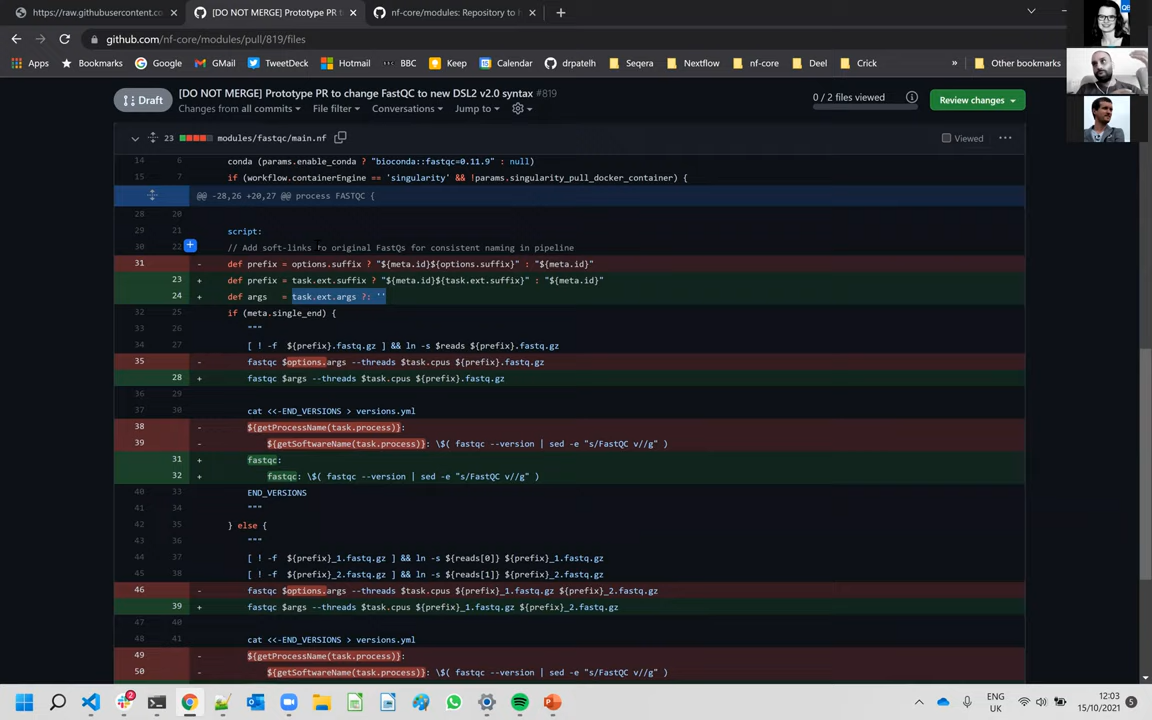 https://raw.githubusercontent.co
[DO NOT MERGE] Prototype PR to
nf-core/modules: Repository to h
github.com/nf-core/modules/pull/819/files
Apps
Bookmarks
Google
GMail
TweetDeck
Hotmail
BBC
Keep
Calendar
drpatelh
Seqera
Nextflow
nf-core
Deel
Crick
»
Other bookmarks
Draft
[DO NOT MERGE] Prototype PR to change FastQC to new DSL2 v2.0 syntax #819
Changes from all commits
File filter
Conversations
Jump to
0 / 2 files viewed
Review changes
23
modules/fastqc/main.nf
Viewed
14 6 conda (params.enable_conda ? "bioconda::fastqc=0.11.9" : null)
15 7 if (workflow.containerEngine == 'singularity' && !params.singularity_pull_docker_container) {
@@ -28,26 +20,27 @@ process FASTQC {
28 20
29 21 script:
30 22 // Add soft-links to original FastQs for consistent naming in pipeline
31 - def prefix = options.suffix ? "${meta.id}${options.suffix}" : "${meta.id}"
23 + def prefix = task.ext.suffix ? "${meta.id}${task.ext.suffix}" : "${meta.id}"
24 + def args = task.ext.args ?: ''
32 25 if (meta.single_end) {
33 26 """
34 27 [ ! -f ${prefix}.fastq.gz ] && ln -s $reads ${prefix}.fastq.gz
35 - fastqc $options.args --threads $task.cpus ${prefix}.fastq.gz
28 + fastqc $args --threads $task.cpus ${prefix}.fastq.gz
36 29
37 30 cat <<-END_VERSIONS > versions.yml
38 - ${getProcessName(task.process)}:
39 - ${getSoftwareName(task.process)}: \$( fastqc --version | sed -e "s/FastQC v//g" )
31 + fastqc:
32 + fastqc: \$( fastqc --version | sed -e "s/FastQC v//g" )
40 33 END_VERSIONS
41 34 """
42 35 } else {
43 36 """
44 37 [ ! -f ${prefix}_1.fastq.gz ] && ln -s ${reads[0]} ${prefix}_1.fastq.gz
45 38 [ ! -f ${prefix}_2.fastq.gz ] && ln -s ${reads[1]} ${prefix}_2.fastq.gz
46 - fastqc $options.args --threads $task.cpus ${prefix}_1.fastq.gz ${prefix}_2.fastq.gz
39 + fastqc $args --threads $task.cpus ${prefix}_1.fastq.gz ${prefix}_2.fastq.gz
47 40
48 41 cat <<-END_VERSIONS > versions.yml
49 - ${getProcessName(task.process)}:
50 - ${getSoftwareName(task.process)}: \$( fastqc --version | sed -e "s/FastQC v//g" )
2
ENG
UK
12:03
15/10/2021
5